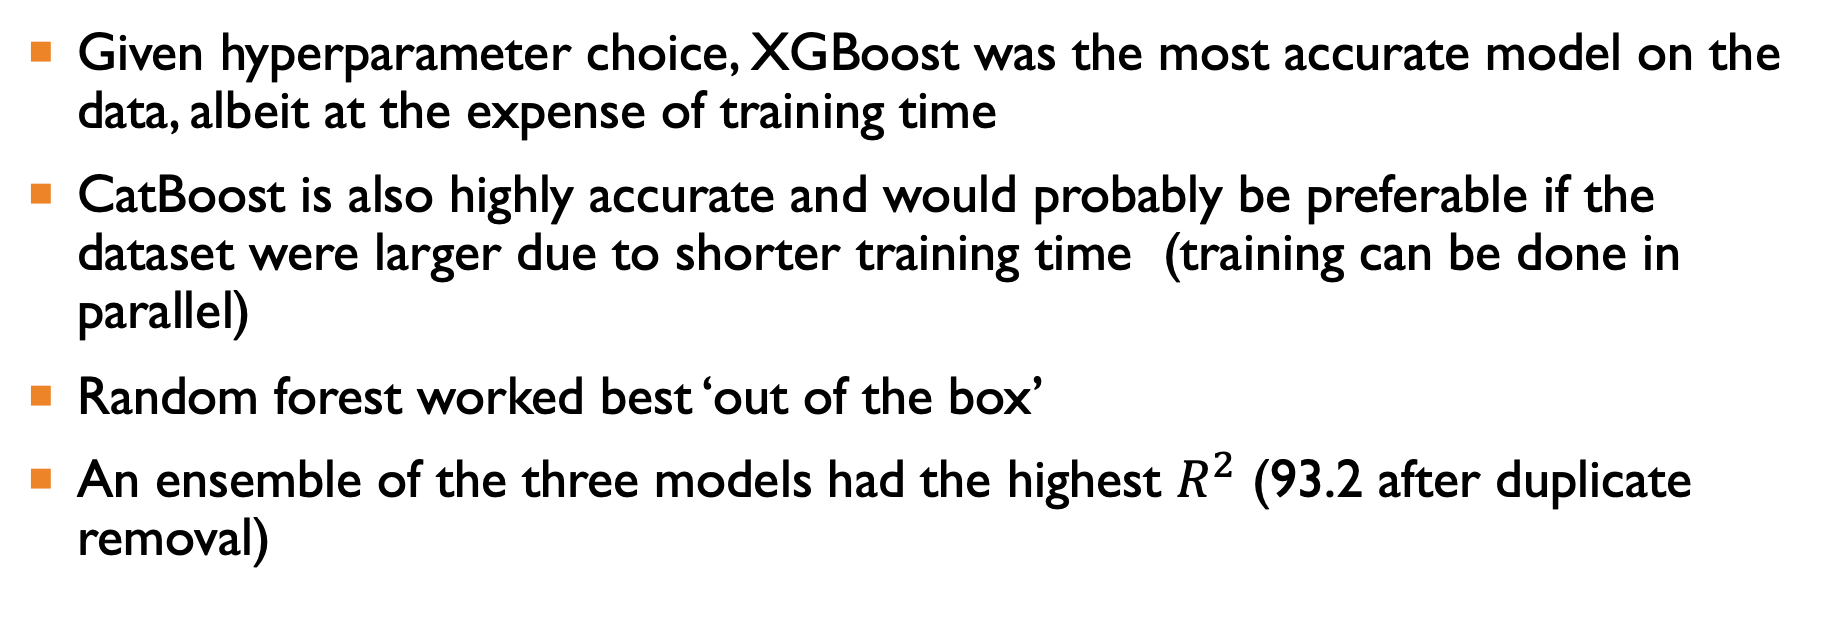 Given hyperparameter choice, XGBoost was the most accurate model on the
data, albeit at the expense of training time
CatBoost is also highly accurate and would probably be preferable if the
dataset were larger due to shorter training time  (training can be done in
parallel)
Random forest worked best ‘out of the box’
An ensemble of the three models had the highest R² (93.2 after duplicate
removal)